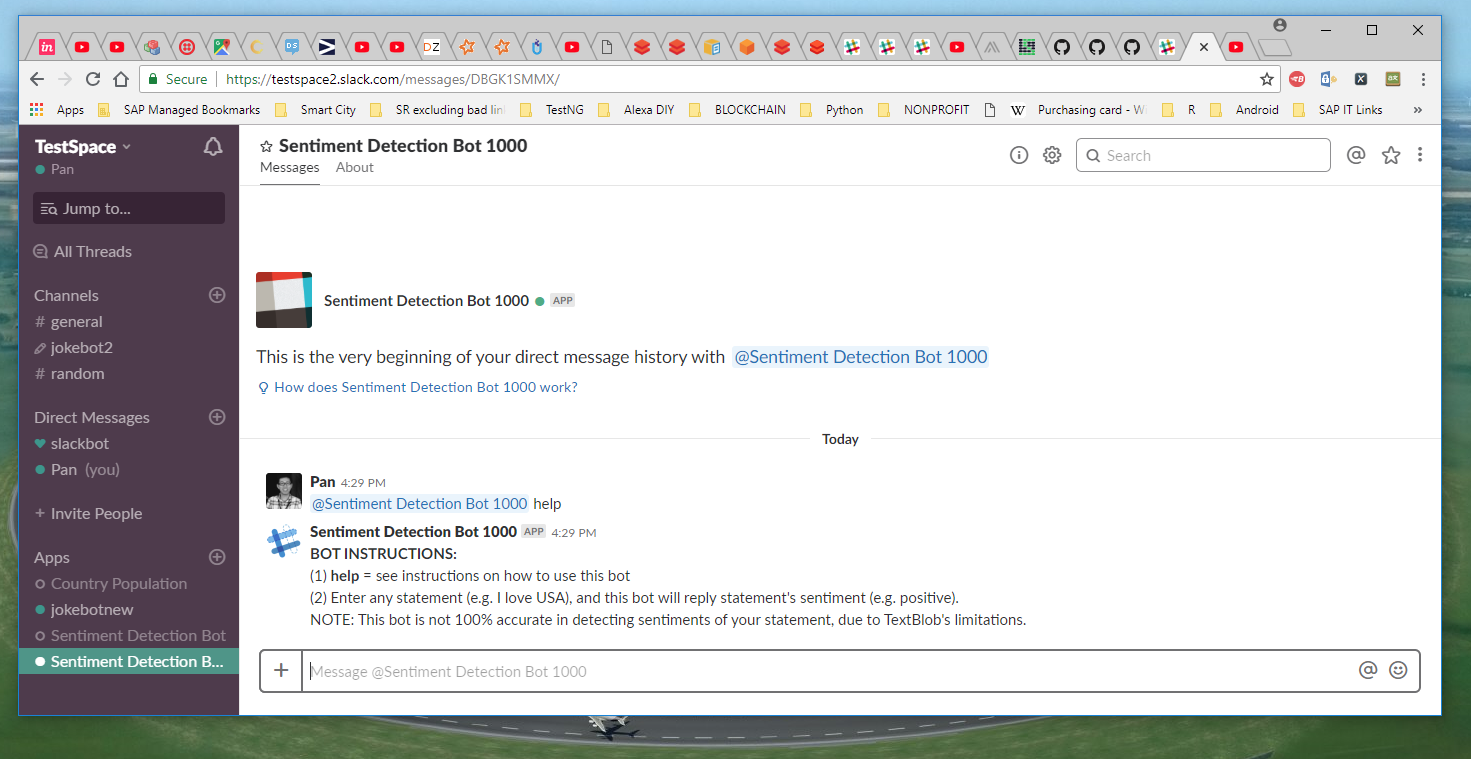 in
DS
DZ
Secure
https://testspace2.slack.com/messages/DBGK1SMMX/
Apps SAP Managed Bookmarks Smart City SR excluding bad lin TestNG Alexa DIY BLOCKCHAIN Python NONPROFIT W Purchasing card - W R Android SAP IT Links »
TestSpace
Pan
Jump to...
All Threads
Channels
# general
jokebot2
# random
Direct Messages
slackbot
Pan (you)
+ Invite People
Apps
Country Population
jokebotnew
Sentiment Detection Bot
Sentiment Detection B...
Sentiment Detection Bot 1000
Messages About
Search
Sentiment Detection Bot 1000 APP
This is the very beginning of your direct message history with @Sentiment Detection Bot 1000
How does Sentiment Detection Bot 1000 work?
Today
Pan 4:29 PM
@Sentiment Detection Bot 1000 help
Sentiment Detection Bot 1000 APP 4:29 PM
BOT INSTRUCTIONS:
(1) help = see instructions on how to use this bot
(2) Enter any statement (e.g. I love USA), and this bot will reply statement's sentiment (e.g. positive).
NOTE: This bot is not 100% accurate in detecting sentiments of your statement, due to TextBlob's limitations.
+ Message @Sentiment Detection Bot 1000 @